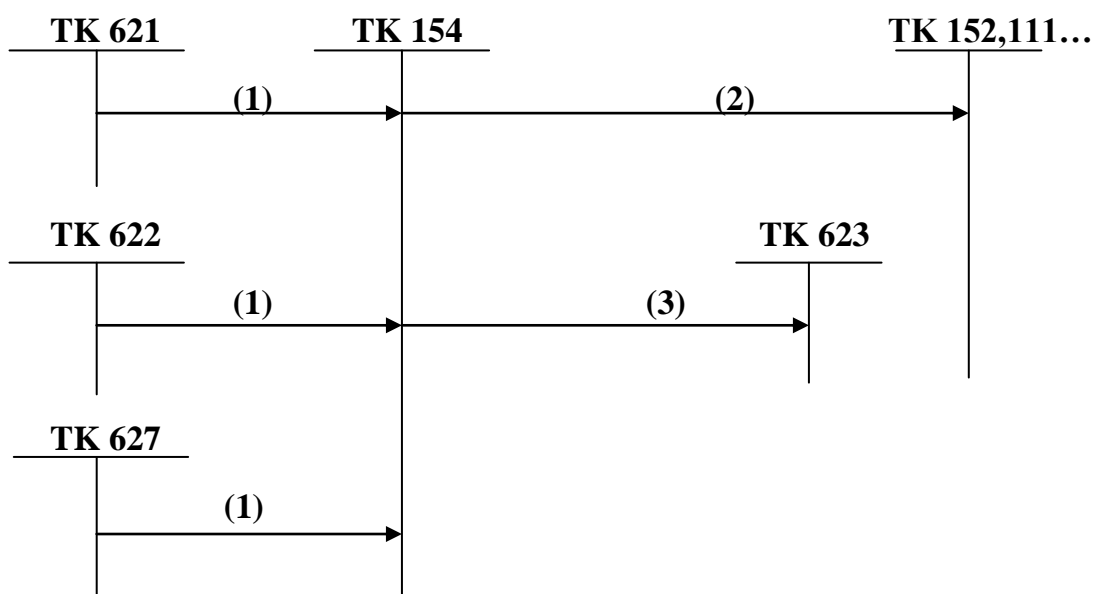 TK 621 TK 154 TK 152,111…
(1) (2)
TK 622 TK 623
(1) (3)
TK 627
(1)